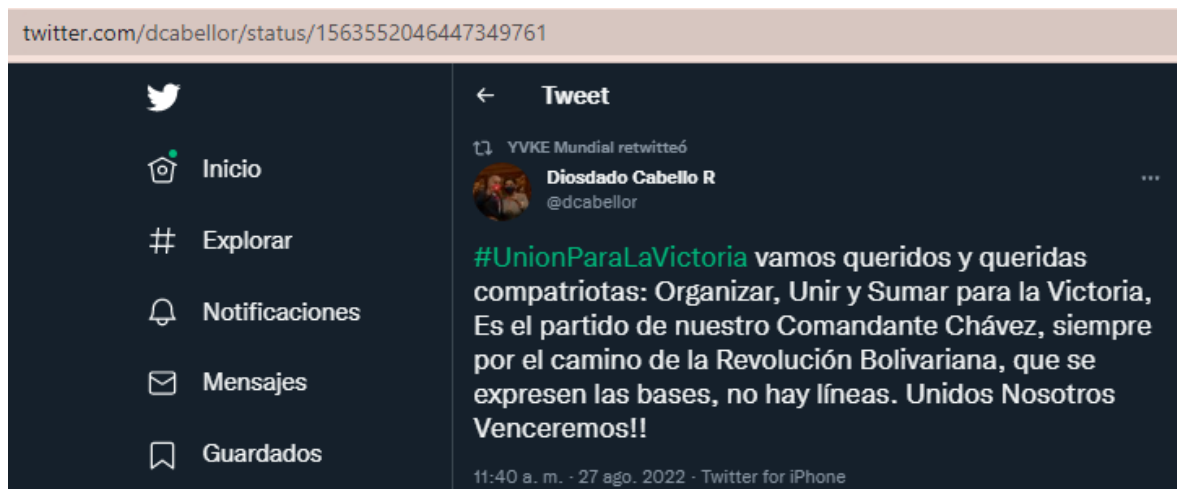 twitter.com/dcabellor/status/1563552046447349761
Tweet
YVKE Mundial retwitteó
Diosdado Cabello R
@dcabellor
Inicio
Explorar
Notificaciones
Mensajes
Guardados
#UnionParaLaVictoria vamos queridos y queridas
compatriotas: Organizar, Unir y Sumar para la Victoria,
Es el partido de nuestro Comandante Chávez, siempre
por el camino de la Revolución Bolivariana, que se
expresen las bases, no hay líneas. Unidos Nosotros
Venceremos!!
11:40 a. m. · 27 ago. 2022 · Twitter for iPhone